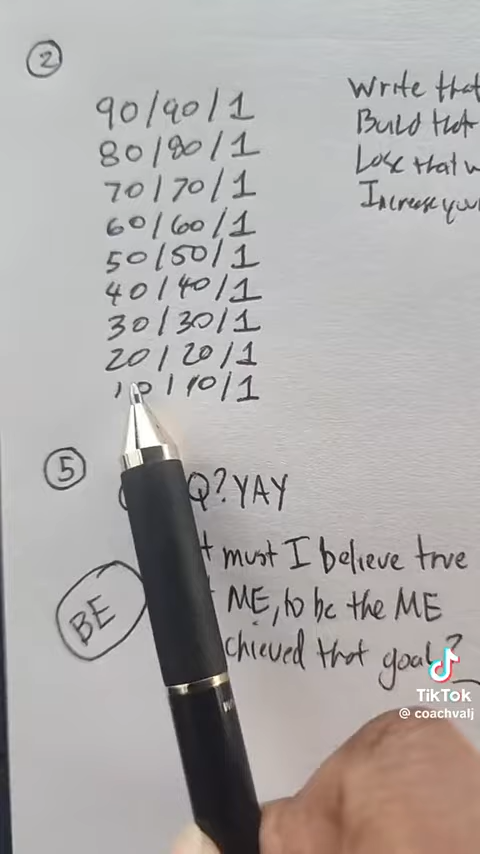 ②
90/90/1
80/80/1
70/70/1
60/60/1
50/50/1
40/40/1
30/30/1
20/20/1
10/10/1
Write that
Build that
Lose that
Increase your
⑤
Q? YAY
must I believe true
ME, to be the ME
chieved that goal?
BE
TikTok
@coachvalj